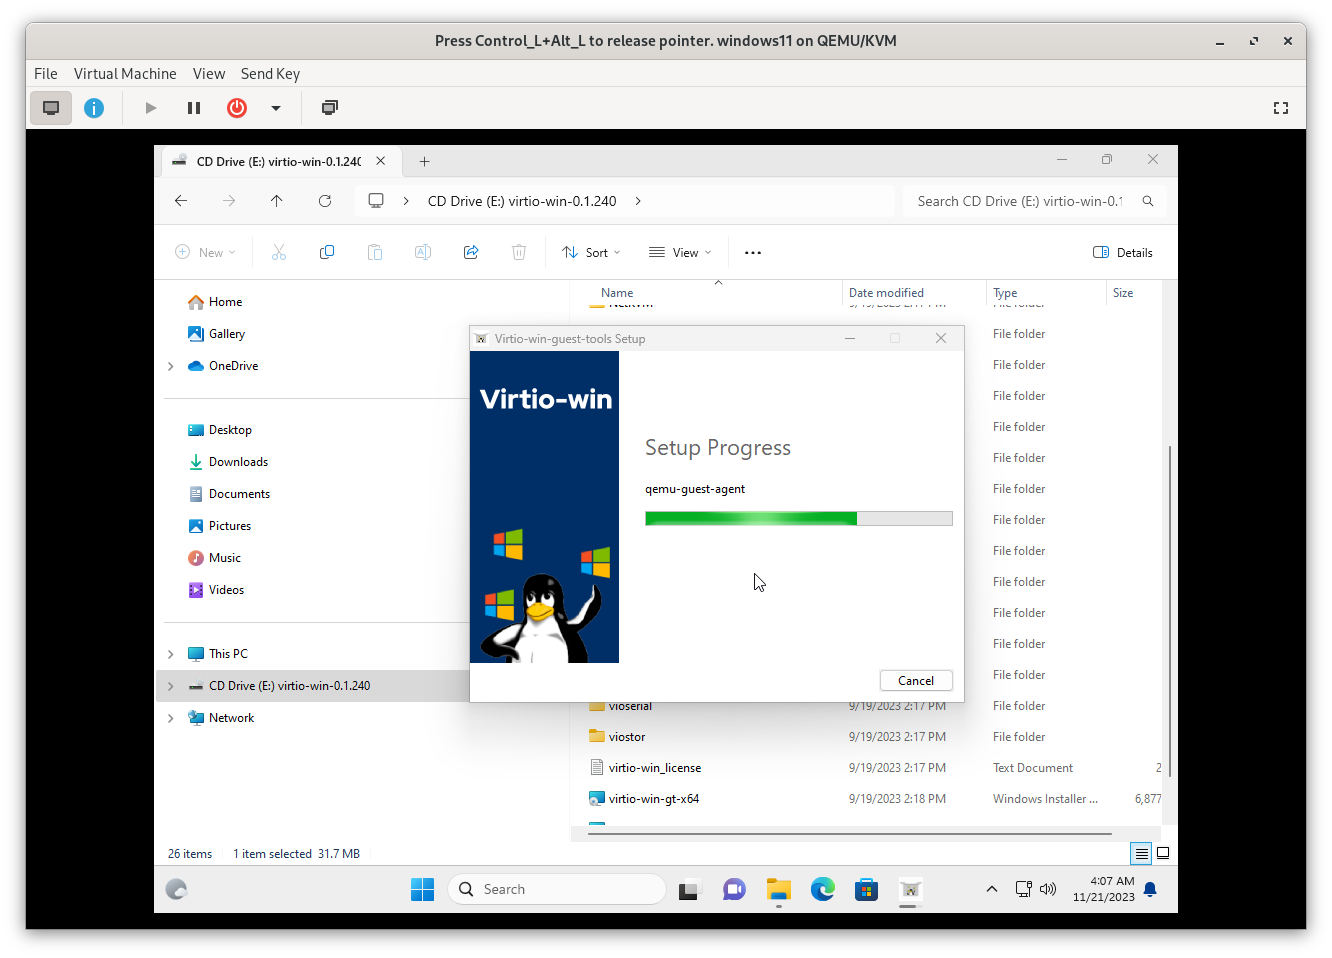 Press Control_L+Alt_L to release pointer. windows11 on QEMU/KVM
File Virtual Machine View Send Key
CD Drive (E:) virtio-win-0.1.240
CD Drive (E:) virtio-win-0.1.240
Search CD Drive (E:) virtio-win-0.1
New
Sort
View
Details
Name Date modified Type Size
Home
Gallery
OneDrive
Desktop
Downloads
Documents
Pictures
Music
Videos
This PC
CD Drive (E:) virtio-win-0.1.240
Network
File folder
File folder
File folder
File folder
File folder
File folder
File folder
File folder
File folder
File folder
File folder
File folder
Virtio-win-guest-tools Setup
Virtio-win
Setup Progress
qemu-guest-agent
Cancel
vioserial 9/19/2023 2:17 PM File folder
viostor 9/19/2023 2:17 PM File folder
virtio-win_license 9/19/2023 2:17 PM Text Document 2
virtio-win-gt-x64 9/19/2023 2:18 PM Windows Installer ... 6,877
26 items 1 item selected 31.7 MB
Search
4:07 AM
11/21/2023